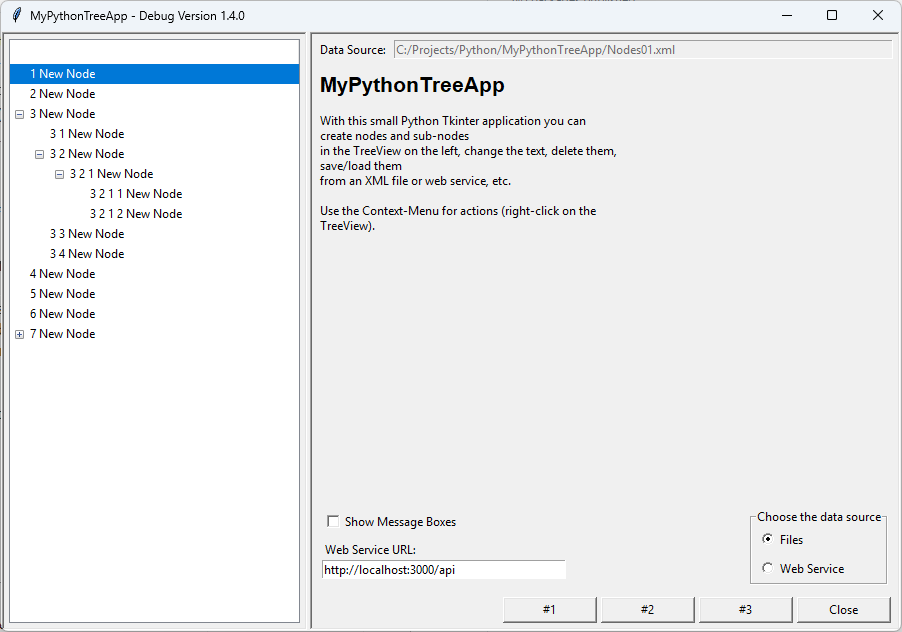 MyPythonTreeApp - Debug Version 1.4.0
1 New Node
2 New Node
3 New Node
3 1 New Node
3 2 New Node
3 2 1 New Node
3 2 1 1 New Node
3 2 1 2 New Node
3 3 New Node
3 4 New Node
4 New Node
5 New Node
6 New Node
7 New Node
Data Source: C:/Projects/Python/MyPythonTreeApp/Nodes01.xml
MyPythonTreeApp
With this small Python Tkinter application you can
create nodes and sub-nodes
in the TreeView on the left, change the text, delete them,
save/load them
from an XML file or web service, etc.
Use the Context-Menu for actions (right-click on the
TreeView).
Show Message Boxes
Web Service URL:
http://localhost:3000/api
Choose the data source
Files
Web Service
#1 #2 #3 Close